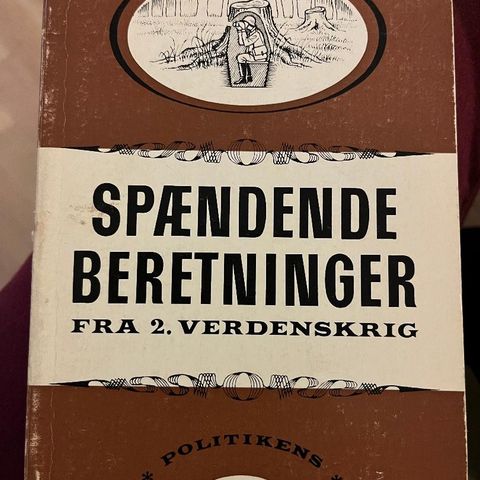 SPÆNDENDE
BERETNINGER
FRA 2. VERDENSKRIG
* POLITIKENS *